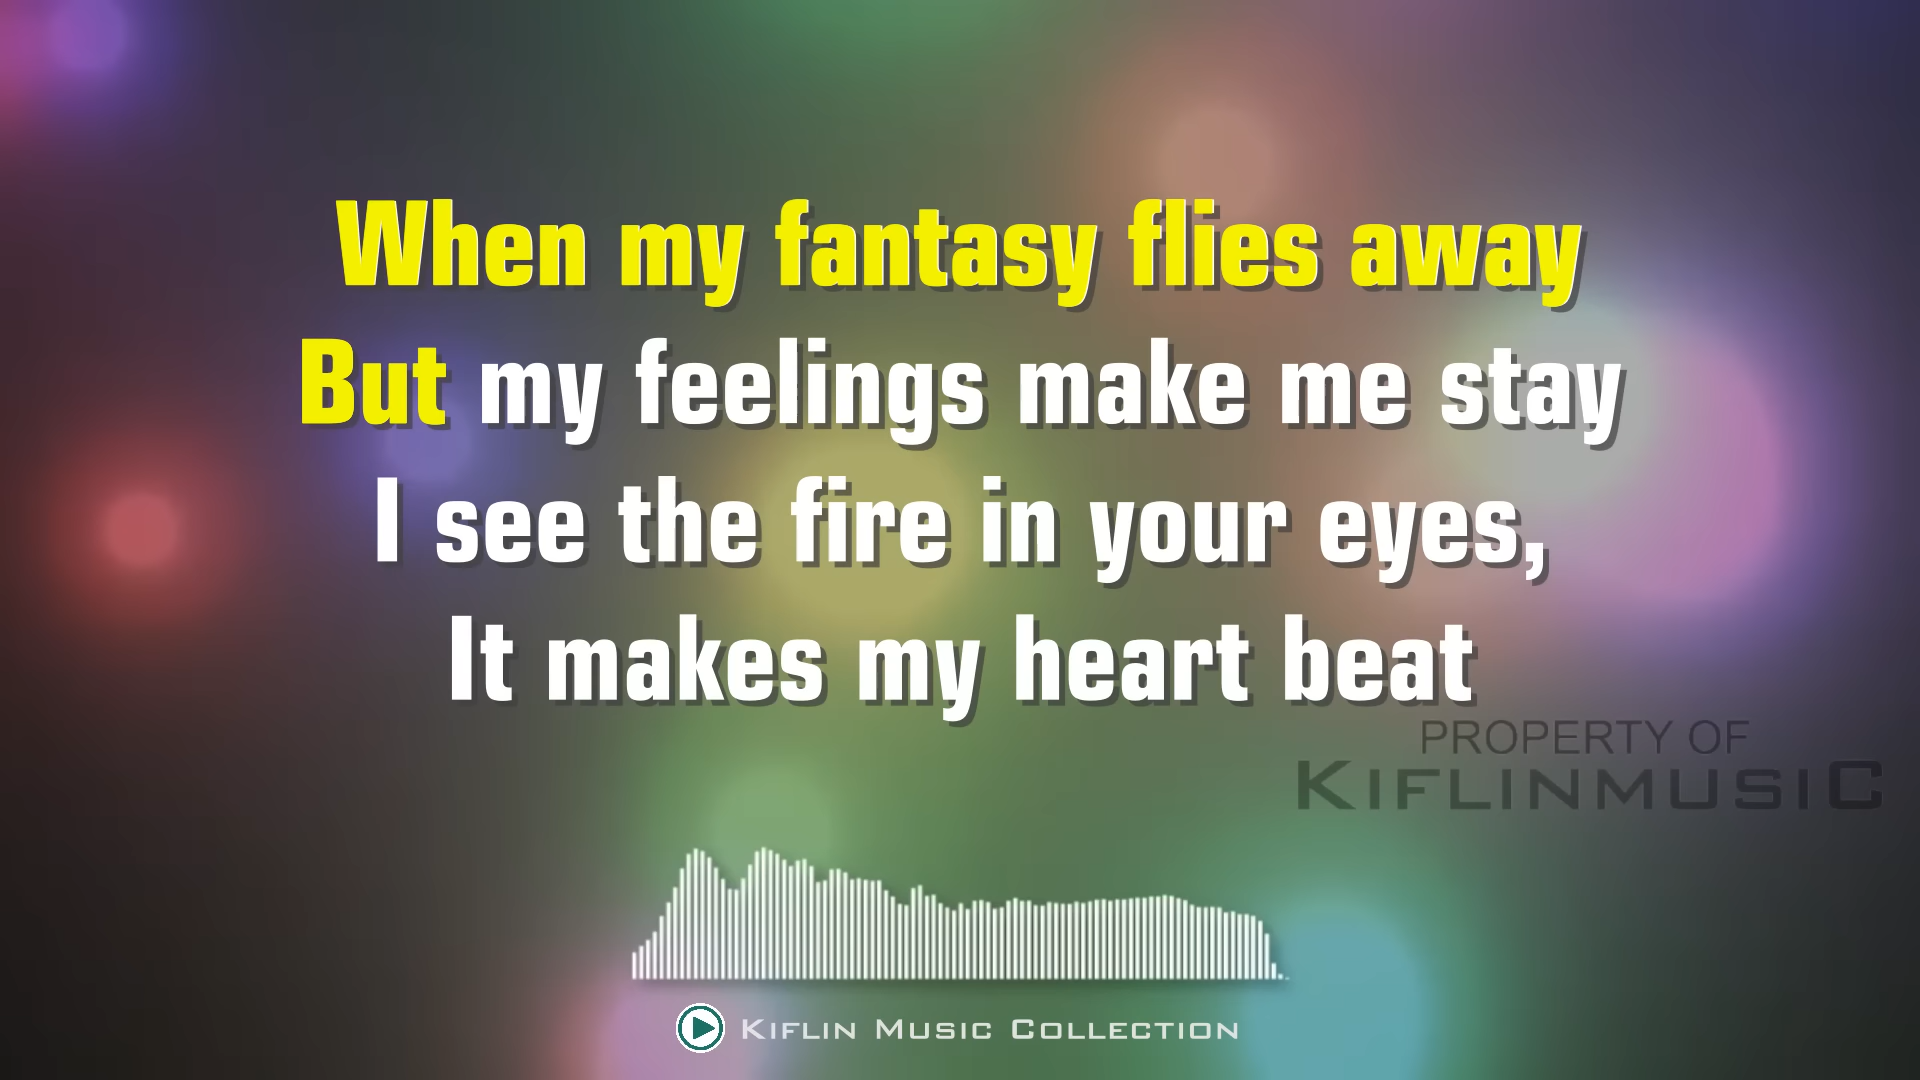 When my fantasy flies away
But my feelings make me stay
I see the fire in your eyes,
It makes my heart beat
PROPERTY OF
KIFLINMUSIC
KIFLIN MUSIC COLLECTION